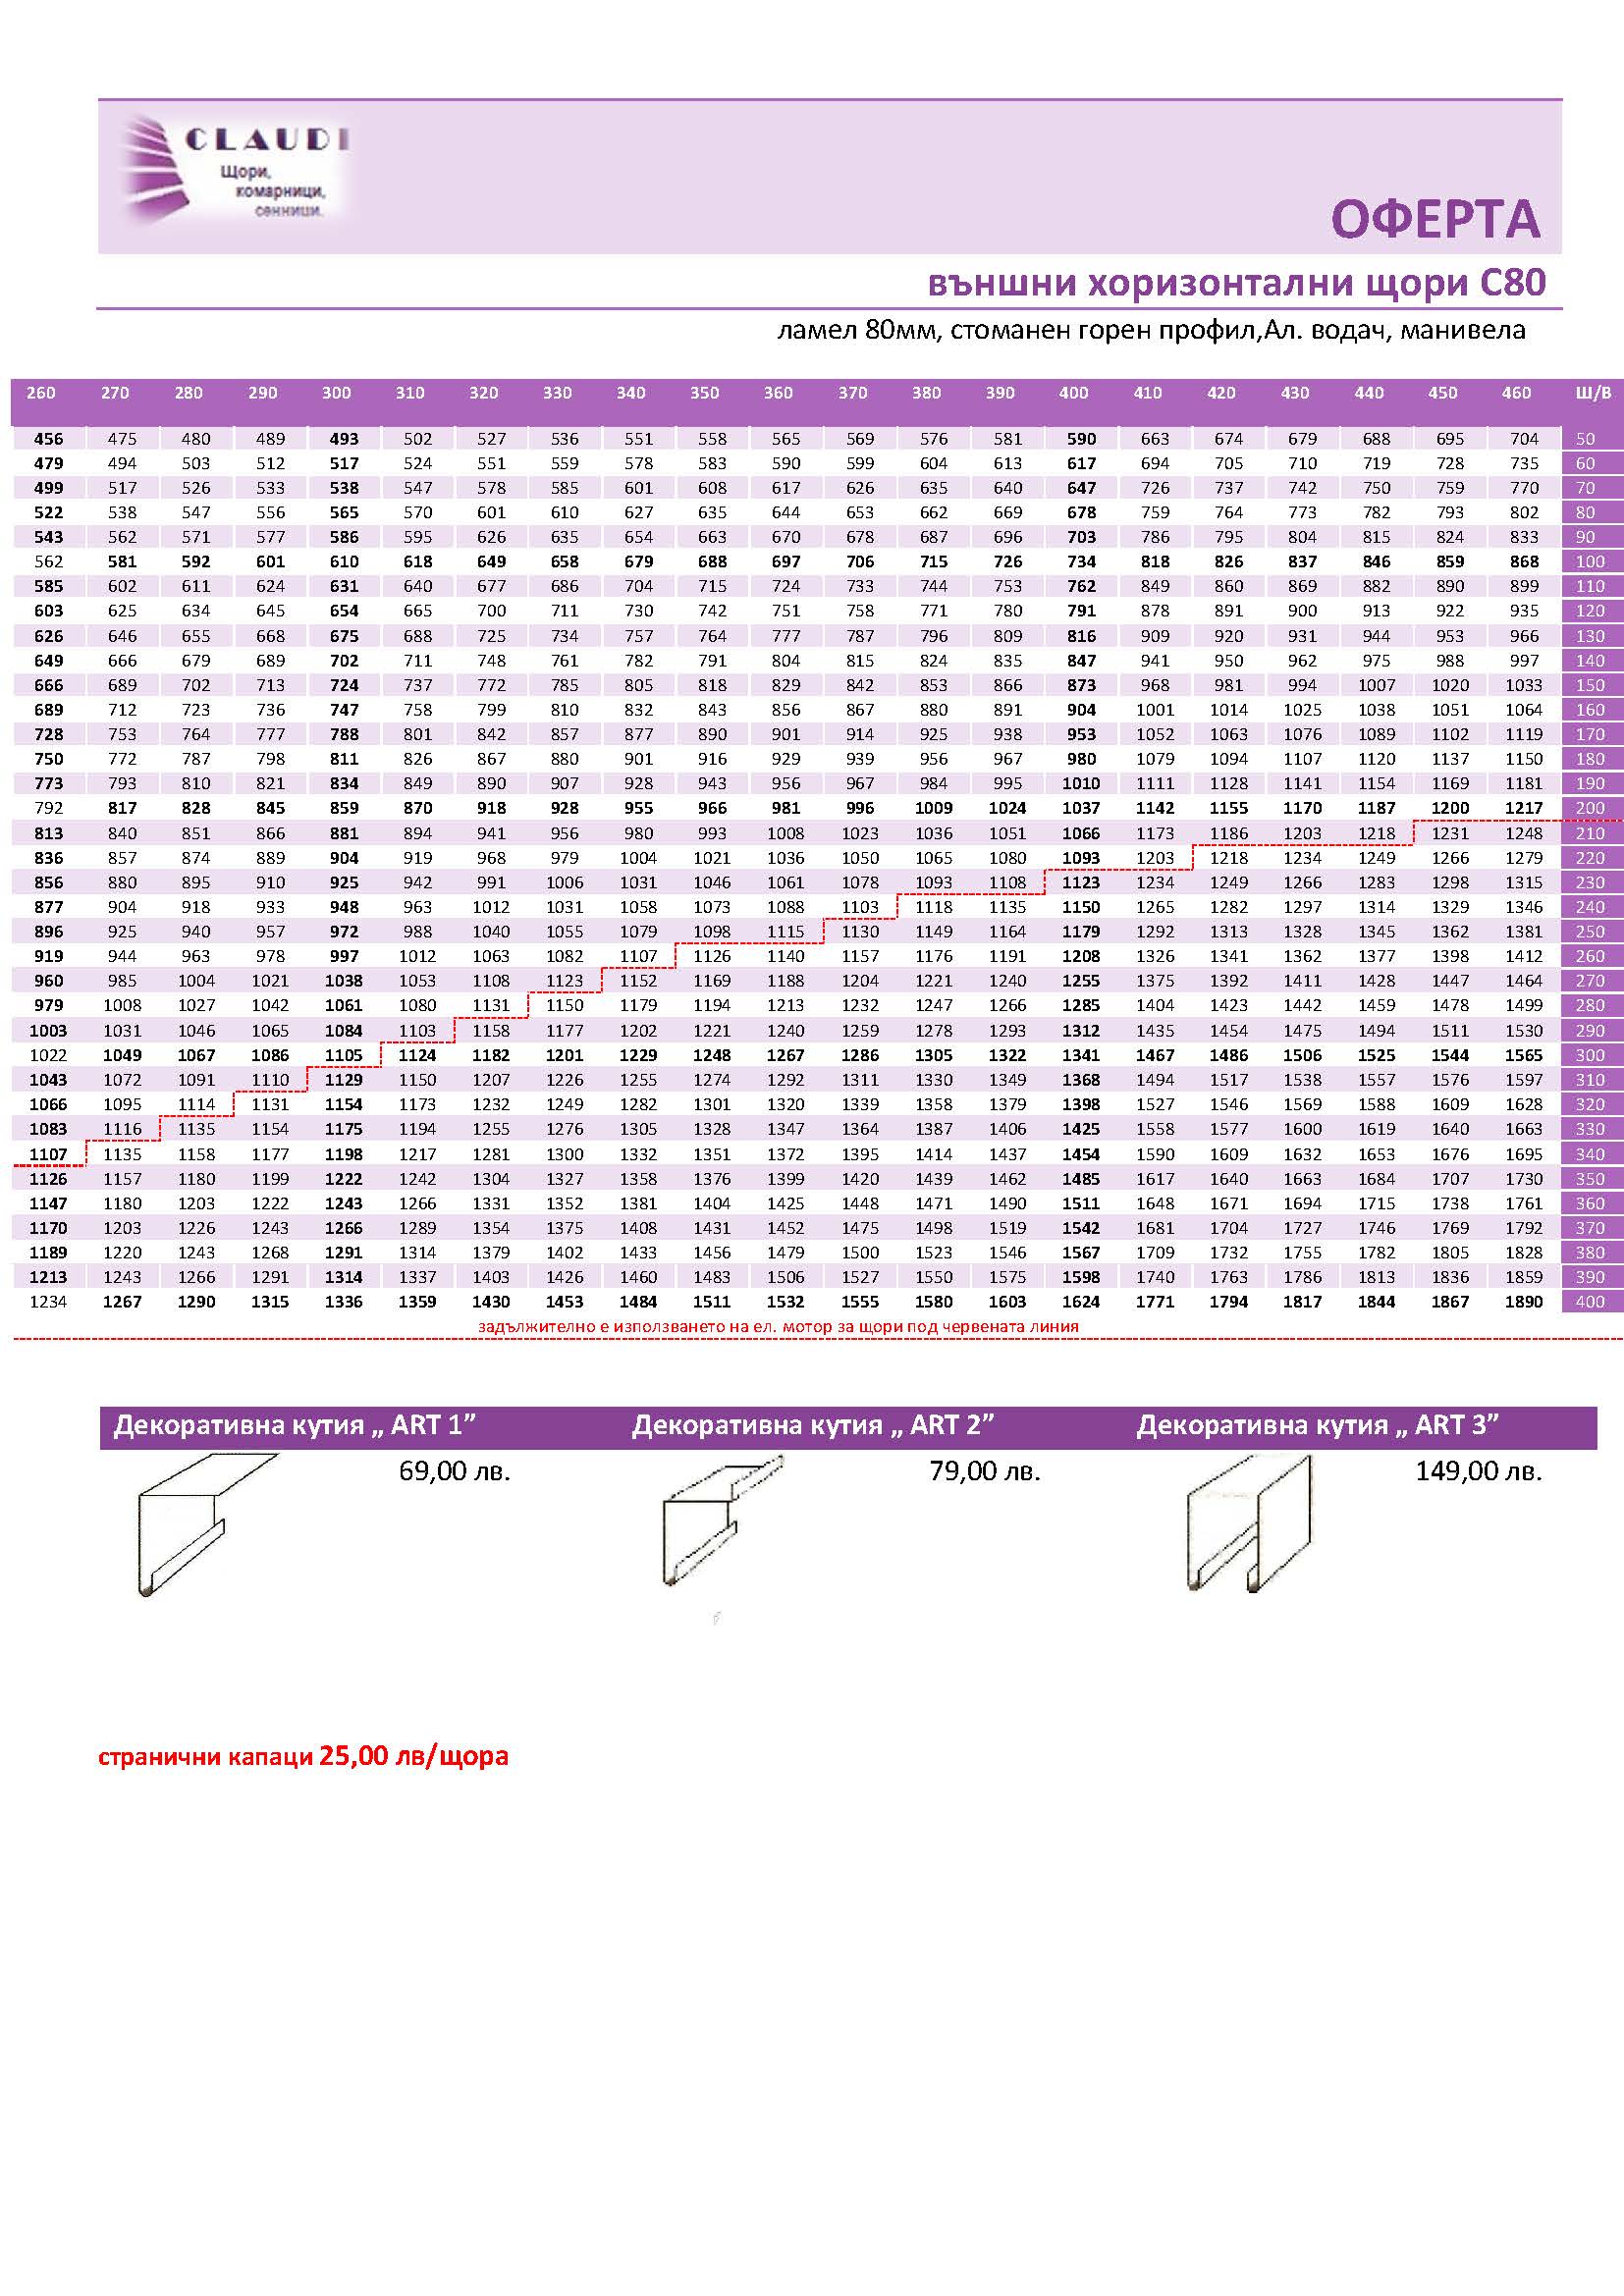 CLAUDI
Щори,
комарници,
сенници.
ОФЕРТА
външни хоризонтални щори C80
ламел 80мм, стоманен горен профил,Ал. водач, манивела
260 270 280 290 300 310 320 330 340 350 360 370 380 390 400 410 420 430 440 450 460 Ш/В
456 475 480 489 493 502 527 536 551 558 565 569 576 581 590 663 674 679 688 695 704 50
479 494 503 512 517 524 551 559 578 583 590 599 604 613 617 694 705 710 719 728 735 60
499 517 526 533 538 547 578 585 601 608 617 626 635 640 647 726 737 742 750 759 770 70
522 538 547 556 565 570 601 610 627 635 644 653 662 669 678 759 764 773 782 793 802 80
543 562 571 577 586 595 626 635 654 663 670 678 687 696 703 786 795 804 815 824 833 90
562 581 592 601 610 618 649 658 679 688 697 706 715 726 734 818 826 837 846 859 868 100
585 602 611 624 631 640 677 686 704 715 724 733 744 753 762 849 860 869 882 890 899 110
603 625 634 645 654 665 700 711 730 742 751 758 771 780 791 878 891 900 913 922 935 120
626 646 655 668 675 688 725 734 757 764 777 787 796 809 816 909 920 931 944 953 966 130
649 666 679 689 702 711 748 761 782 791 804 815 824 835 847 941 950 962 975 988 997 140
666 689 702 713 724 737 772 785 805 818 829 842 853 866 873 968 981 994 1007 1020 1033 150
689 712 723 736 747 758 799 810 832 843 856 867 880 891 904 1001 1014 1025 1038 1051 1064 160
728 753 764 777 788 801 842 857 877 890 901 914 925 938 953 1052 1063 1076 1089 1102 1119 170
750 772 787 798 811 826 867 880 901 916 929 939 956 967 980 1079 1094 1107 1120 1137 1150 180
773 793 810 821 834 849 890 907 928 943 956 967 984 995 1010 1111 1128 1141 1154 1169 1181 190
792 817 828 845 859 870 918 928 955 966 981 996 1009 1024 1037 1142 1155 1170 1187 1200 1217 200
813 840 851 866 881 894 941 956 980 993 1008 1023 1036 1051 1066 1173 1186 1203 1218 1231 1248 210
836 857 874 889 904 919 968 979 1004 1021 1036 1050 1065 1080 1093 1203 1218 1234 1249 1266 1279 220
856 880 895 910 925 942 991 1006 1031 1046 1061 1078 1093 1108 1123 1234 1249 1266 1283 1298 1315 230
877 904 918 933 948 963 1012 1031 1058 1073 1088 1103 1118 1135 1150 1265 1282 1297 1314 1329 1346 240
896 925 940 957 972 988 1040 1055 1079 1098 1115 1130 1149 1164 1179 1292 1313 1328 1345 1362 1381 250
919 944 963 978 997 1012 1063 1082 1107 1126 1140 1157 1176 1191 1208 1326 1341 1362 1377 1398 1412 260
960 985 1004 1021 1038 1053 1108 1123 1152 1169 1188 1204 1221 1240 1255 1375 1392 1411 1428 1447 1464 270
979 1008 1027 1042 1061 1080 1131 1150 1179 1194 1213 1232 1247 1266 1285 1404 1423 1442 1459 1478 1499 280
1003 1031 1046 1065 1084 1103 1158 1177 1202 1221 1240 1259 1278 1293 1312 1435 1454 1475 1494 1511 1530 290
1022 1049 1067 1086 1105 1124 1182 1201 1229 1248 1267 1286 1305 1322 1341 1467 1486 1506 1525 1544 1565 300
1043 1072 1091 1110 1129 1150 1207 1226 1255 1274 1292 1311 1330 1349 1368 1494 1517 1538 1557 1576 1597 310
1066 1095 1114 1131 1154 1173 1232 1249 1282 1301 1320 1339 1358 1379 1398 1527 1546 1569 1588 1609 1628 320
1083 1116 1135 1154 1175 1194 1255 1276 1305 1328 1347 1364 1387 1406 1425 1558 1577 1600 1619 1640 1663 330
1107 1135 1158 1177 1198 1217 1281 1300 1332 1351 1372 1395 1414 1437 1454 1590 1609 1632 1653 1676 1695 340
1126 1157 1180 1199 1222 1242 1304 1327 1358 1376 1399 1420 1439 1462 1485 1617 1640 1663 1684 1707 1730 350
1147 1180 1203 1222 1243 1266 1331 1352 1381 1404 1425 1448 1471 1490 1511 1648 1671 1694 1715 1738 1761 360
1170 1203 1226 1243 1266 1289 1354 1375 1408 1431 1452 1475 1498 1519 1542 1681 1704 1727 1746 1769 1792 370
1189 1220 1243 1268 1291 1314 1379 1402 1433 1456 1479 1500 1523 1546 1567 1709 1732 1755 1782 1805 1828 380
1213 1243 1266 1291 1314 1337 1403 1426 1460 1483 1506 1527 1550 1575 1598 1740 1763 1786 1813 1836 1859 390
1234 1267 1290 1315 1336 1359 1430 1453 1484 1511 1532 1555 1580 1603 1624 1771 1794 1817 1844 1867 1890 400
задължително е използването на ел. мотор за щори под червената линия
Декоративна кутия „ ART 1” Декоративна кутия „ ART 2” Декоративна кутия „ ART 3”
69,00 лв. 79,00 лв. 149,00 лв.
странични капаци 25,00 лв/щора